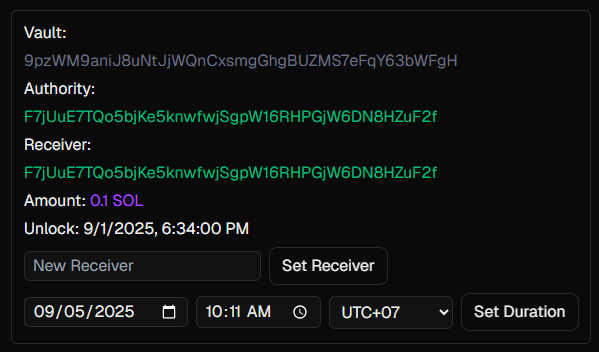 Vault:
9pzWM9aniJ8uNtJjWQnCxsmgGhgBUZMS7eFqY63bWFgH
Authority:
F7jUuE7TQo5bjKe5knwfwjSgpW16RHPGjW6DN8HZuF2f
Receiver:
F7jUuE7TQo5bjKe5knwfwjSgpW16RHPGjW6DN8HZuF2f
Amount: 0.1 SOL
Unlock: 9/1/2025, 6:34:00 PM
New Receiver Set Receiver
09/05/2025 10:11 AM UTC+07 Set Duration